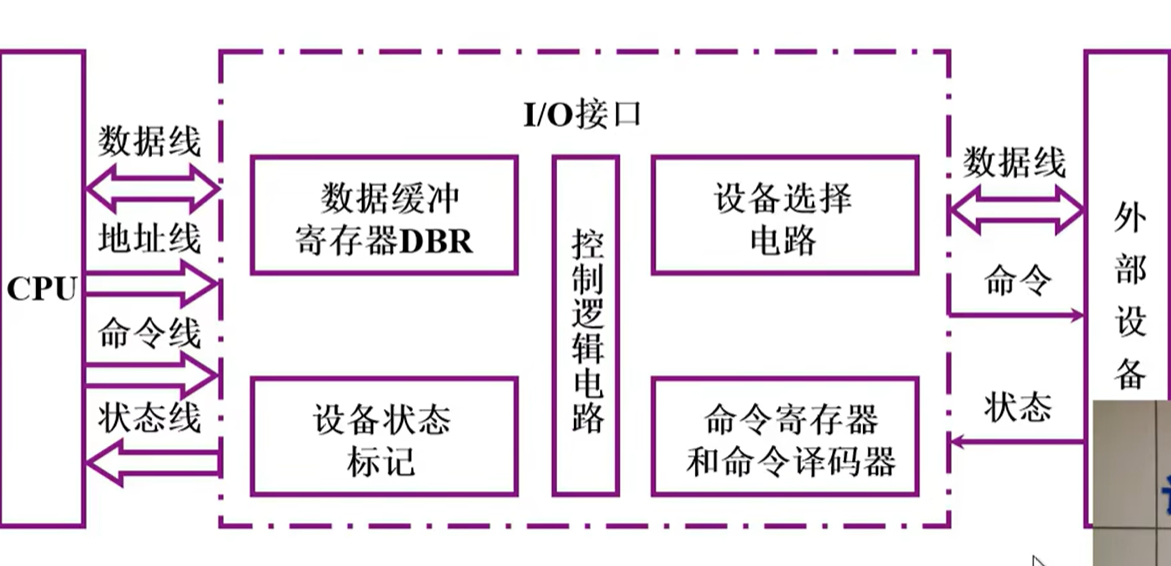 I/O接口
数据线
地址线
CPU
命令线
状态线
数据缓冲
寄存器DBR
设备状态
标记
控制逻辑电路
设备选择
电路
命令寄存器
和命令译码器
数据线
命令
状态
外部设备